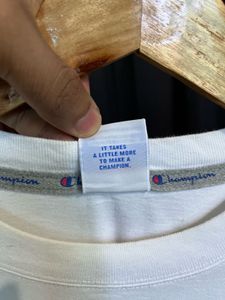 IT TAKES
A LITTLE MORE
TO MAKE A
CHAMPION.
Champion
Champion